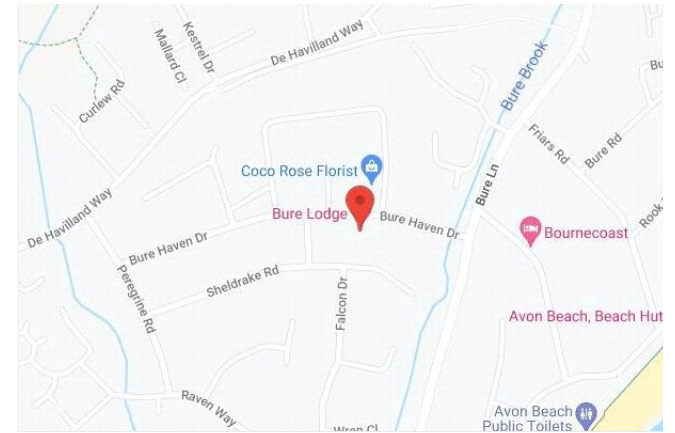 Kestrel Dr
Mallard Cl
De Havilland Way
Curlew Rd
Bure Brook
Bu
Friars Rd
Bure Rd
Coco Rose Florist
Bure Ln
Bure Lodge
Bure Haven Dr
Rook
De Havilland Way
Bure Haven Dr
Bournecoast
Peregrine Rd
Sheldrake Rd
Falcon Dr
Avon Beach, Beach Hut
Raven Way
Wren Cl
Avon Beach
Public Toilets